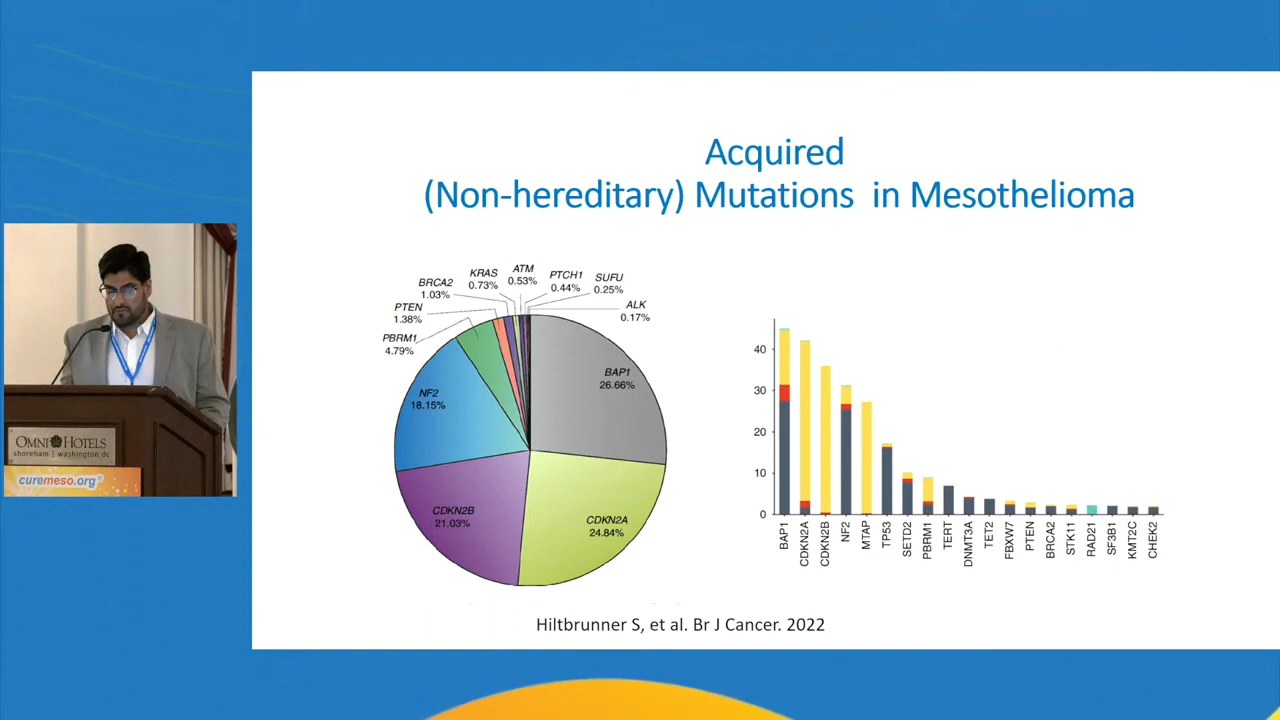 Acquired
(Non-hereditary) Mutations in Mesothelioma
BRCA2
1.03%
KRAS
0.73%
ATM
0.53%
PTCH1
0.44%
SUFU
0.25%
ALK
0.17%
PTEN
1.38%
PBRM1
4.79%
NF2
18.15%
BAP1
26.66%
CDKN2B
21.03%
CDKN2A
24.84%
40
30
20
10
0
BAP1
CDKN2A
CDKN2B
NF2
MTAP
TP53
SETD2
PBRM1
TERT
DNMT3A
TET2
FBXW7
PTEN
BRCA2
STK11
RAD21
SF3B1
KMT2C
CHEK2
Hiltbrunner S, et al. Br J Cancer. 2022
OMNI HOTELS
shoreham | washington dc
curemeso.org®